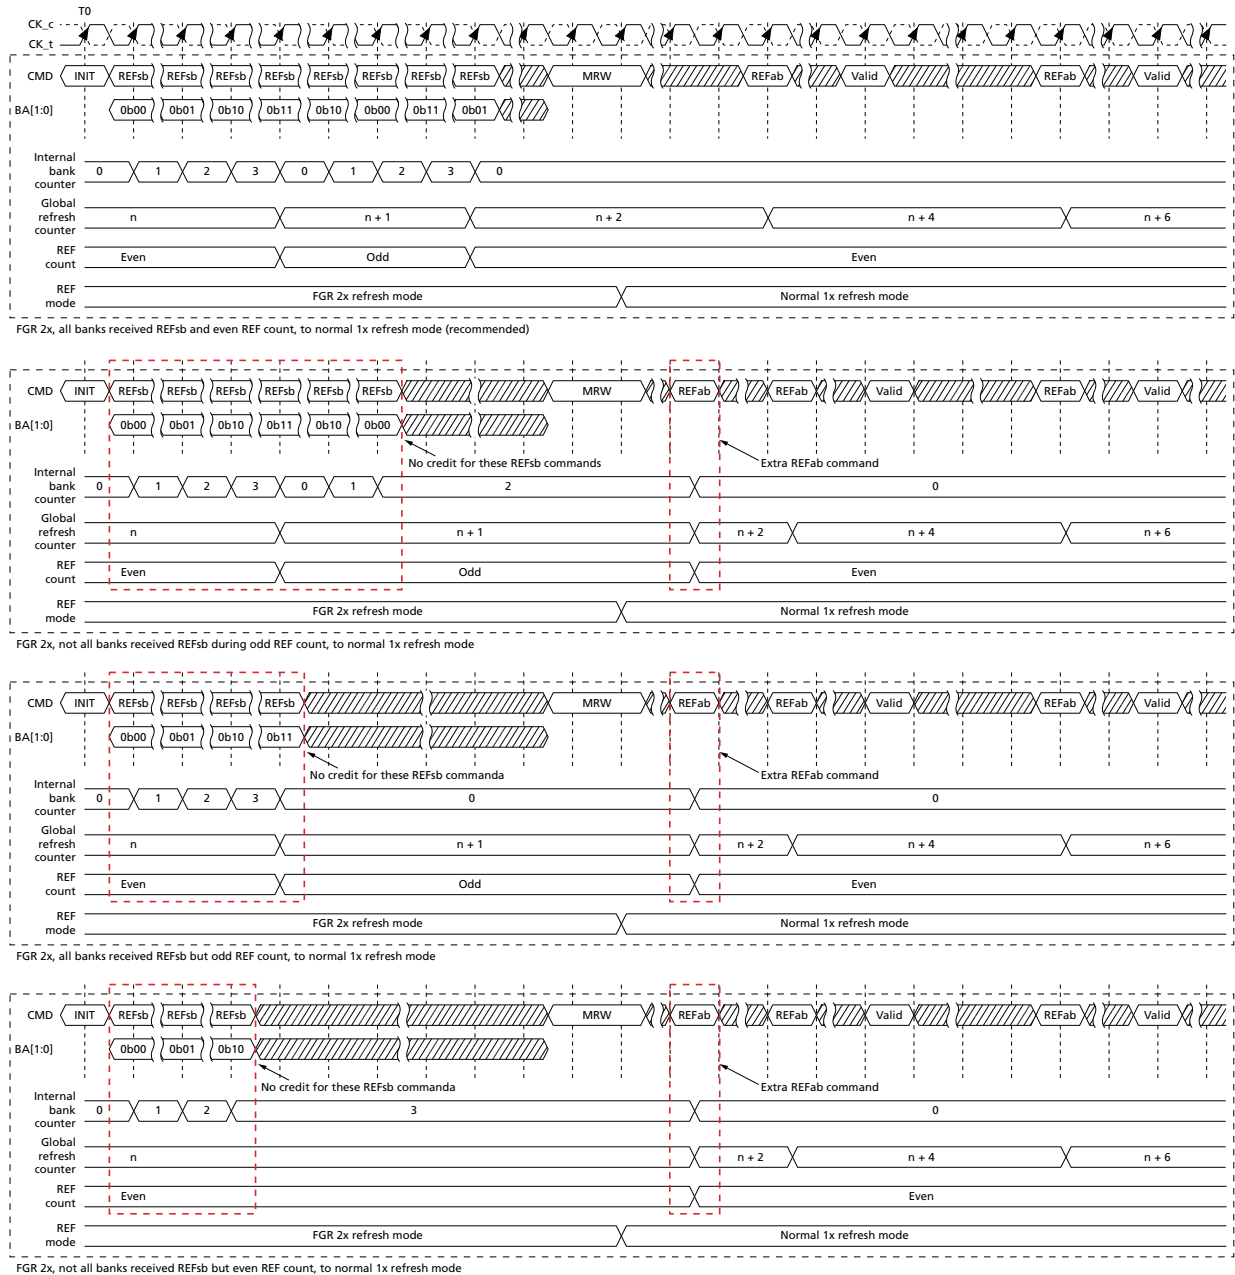 T0
CK_c
CK_t
CMD INIT REFsb REFsb REFsb REFsb REFsb REFsb REFsb REFsb MRW REFab Valid REFab Valid
BA[1:0] 0b00 0b01 0b10 0b11 0b10 0b00 0b11 0b01
Internal
bank 0 1 2 3 0 1 2 3 0
counter
Global
refresh n n + 1 n + 2 n + 4 n + 6
counter
REF
count Even Odd Even
REF
mode FGR 2x refresh mode Normal 1x refresh mode
FGR 2x, all banks received REFsb and even REF count, to normal 1x refresh mode (recommended)
CMD INIT REFsb REFsb REFsb REFsb REFsb REFsb MRW REFab REFab Valid REFab Valid
BA[1:0] 0b00 0b01 0b10 0b11 0b10 0b00
No credit for these REFsb commands Extra REFab command
Internal
bank 0 1 2 3 0 1 2 0
counter
Global
refresh n n + 1 n + 2 n + 4 n + 6
counter
REF
count Even Odd Even
REF
mode FGR 2x refresh mode Normal 1x refresh mode
FGR 2x, not all banks received REFsb during odd REF count, to normal 1x refresh mode
CMD INIT REFsb REFsb REFsb REFsb MRW REFab REFab Valid REFab Valid
BA[1:0] 0b00 0b01 0b10 0b11
No credit for these REFsb commanda Extra REFab command
Internal
bank 0 1 2 3 0 0
counter
Global
refresh n n + 1 n + 2 n + 4 n + 6
counter
REF
count Even Odd Even
REF
mode FGR 2x refresh mode Normal 1x refresh mode
FGR 2x, all banks received REFsb but odd REF count, to normal 1x refresh mode
CMD INIT REFsb REFsb REFsb MRW REFab REFab Valid REFab Valid
BA[1:0] 0b00 0b01 0b10
No credit for these REFsb commanda Extra REFab command
Internal
bank 0 1 2 3 0
counter
Global
refresh n n + 2 n + 4 n + 6
counter
REF
count Even Even
REF
mode FGR 2x refresh mode Normal 1x refresh mode
FGR 2x, not all banks received REFsb but even REF count, to normal 1x refresh mode